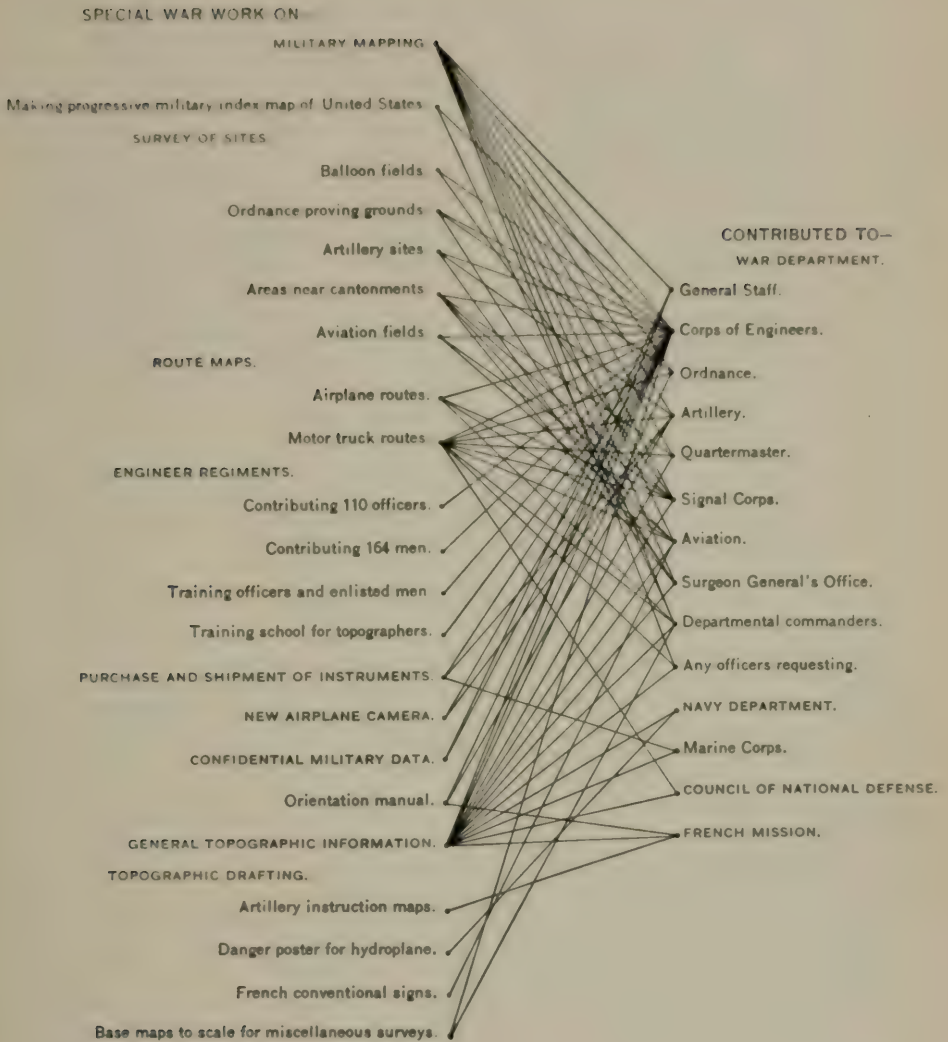 SPECIAL WAR WORK ON—
MILITARY MAPPING
Making progressive military index map of United States
SURVEY OF SITES.
Balloon fields
Ordnance proving grounds
Artillery sites
Areas near cantonments
Aviation fields
ROUTE MAPS.
Airplane routes.
Motor truck routes
ENGINEER REGIMENTS.
Contributing 110 officers.
Contributing 164 men.
Training officers and enlisted men
Training school for topographers.
PURCHASE AND SHIPMENT OF INSTRUMENTS.
NEW AIRPLANE CAMERA.
CONFIDENTIAL MILITARY DATA.
Orientation manual.
GENERAL TOPOGRAPHIC INFORMATION.
TOPOGRAPHIC DRAFTING.
Artillery instruction maps.
Danger poster for hydroplane.
French conventional signs.
Base maps to scale for miscellaneous surveys.
CONTRIBUTED TO—
WAR DEPARTMENT.
General Staff.
Corps of Engineers.
Ordnance.
Artillery.
Quartermaster.
Signal Corps.
Aviation.
Surgeon General's Office.
Departmental commanders.
Any officers requesting.
NAVY DEPARTMENT.
Marine Corps.
COUNCIL OF NATIONAL DEFENSE.
FRENCH MISSION.